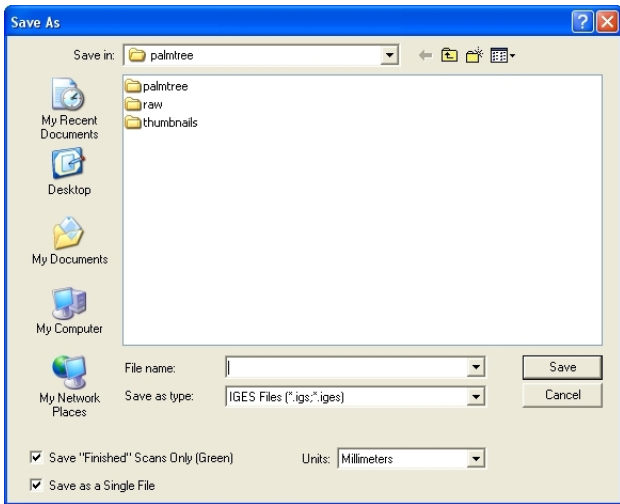 Save As
Save in: palmtree
My Recent
Documents
Desktop
My Documents
My Computer
My Network
Places
palmtree
raw
thumbnails
File name:
Save
Save as type: IGES Files (*.igs;*.iges)
Cancel
Save "Finished" Scans Only (Green)
Units: Millimeters
Save as a Single File